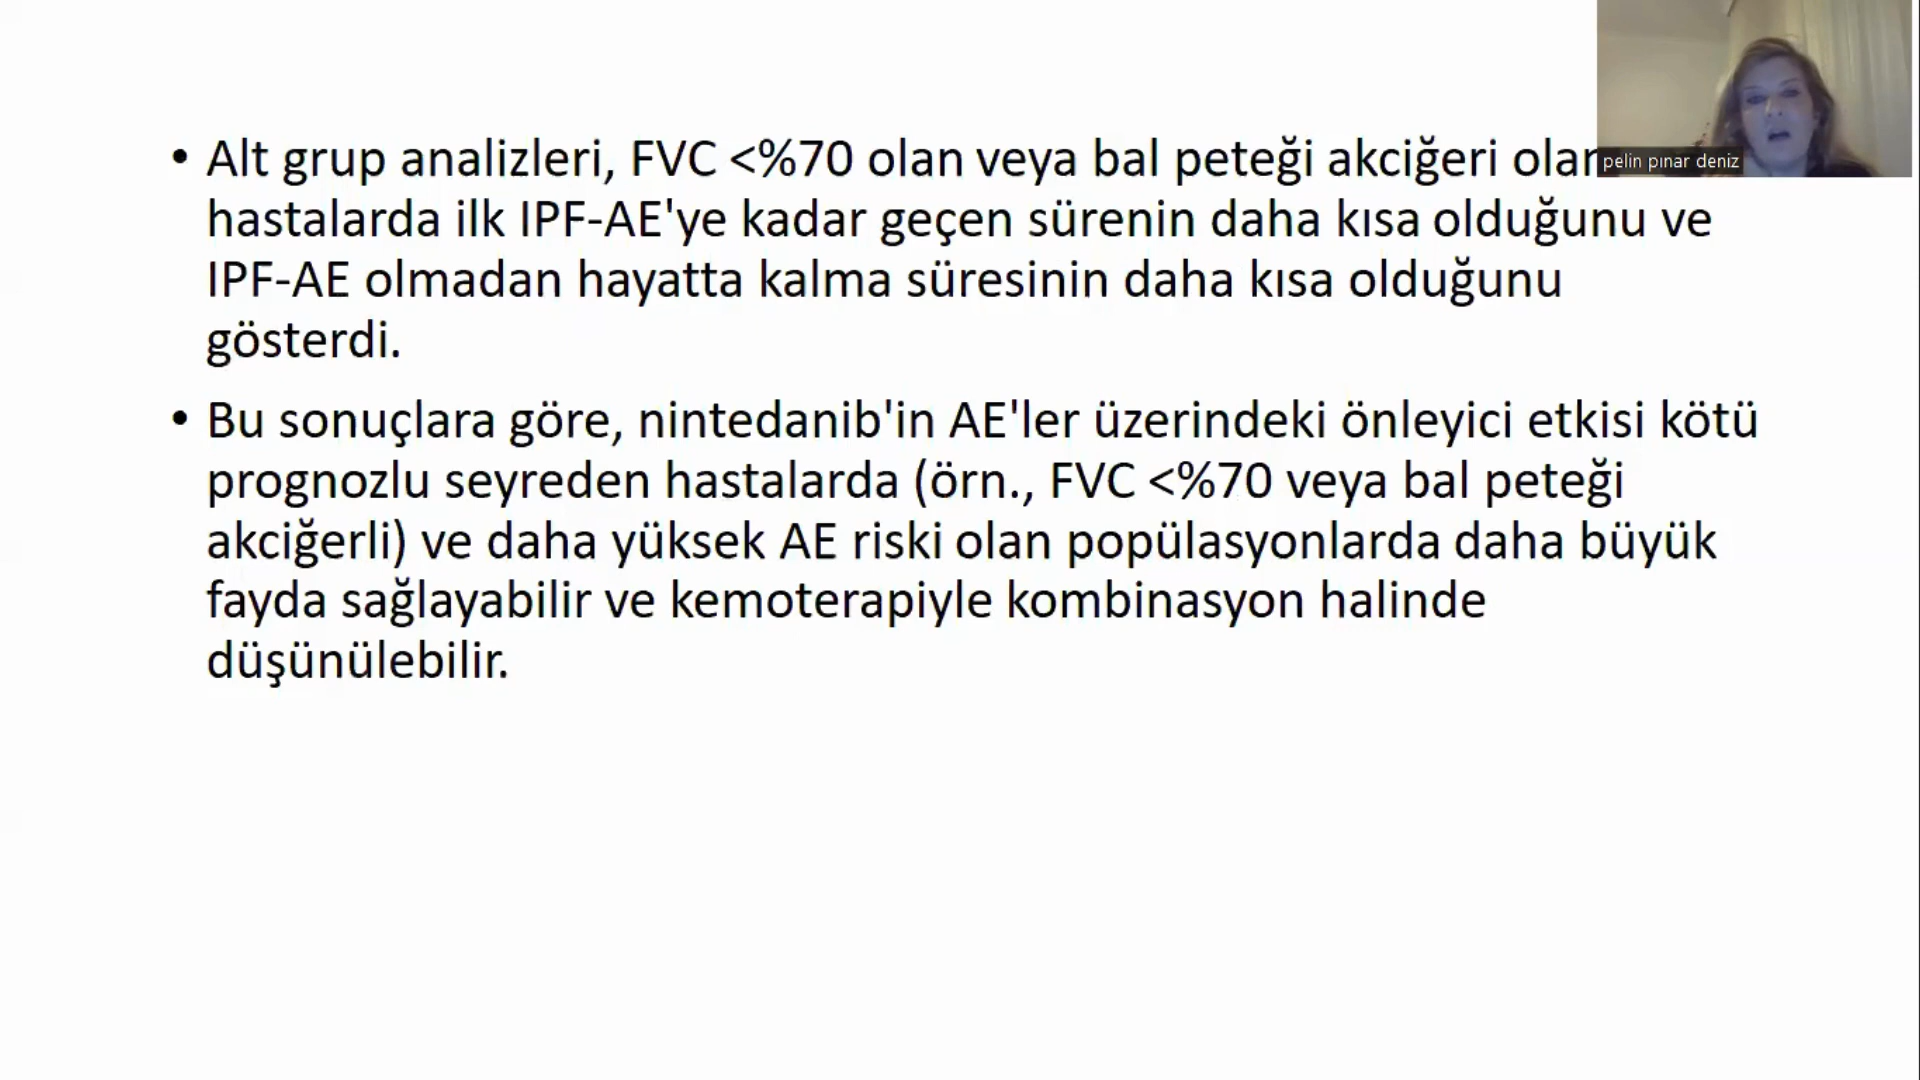 • Alt grup analizleri, FVC <%70 olan veya bal peteği akciğeri olan
hastalarda ilk IPF-AE'ye kadar geçen sürenin daha kısa olduğunu ve
IPF-AE olmadan hayatta kalma süresinin daha kısa olduğunu
gösterdi.
• Bu sonuçlara göre, nintedanib'in AE'ler üzerindeki önleyici etkisi kötü
prognozlu seyreden hastalarda (örn., FVC <%70 veya bal peteği
akciğerli) ve daha yüksek AE riski olan popülasyonlarda daha büyük
fayda sağlayabilir ve kemoterapiyle kombinasyon halinde
düşünülebilir.
pelin pınar deniz